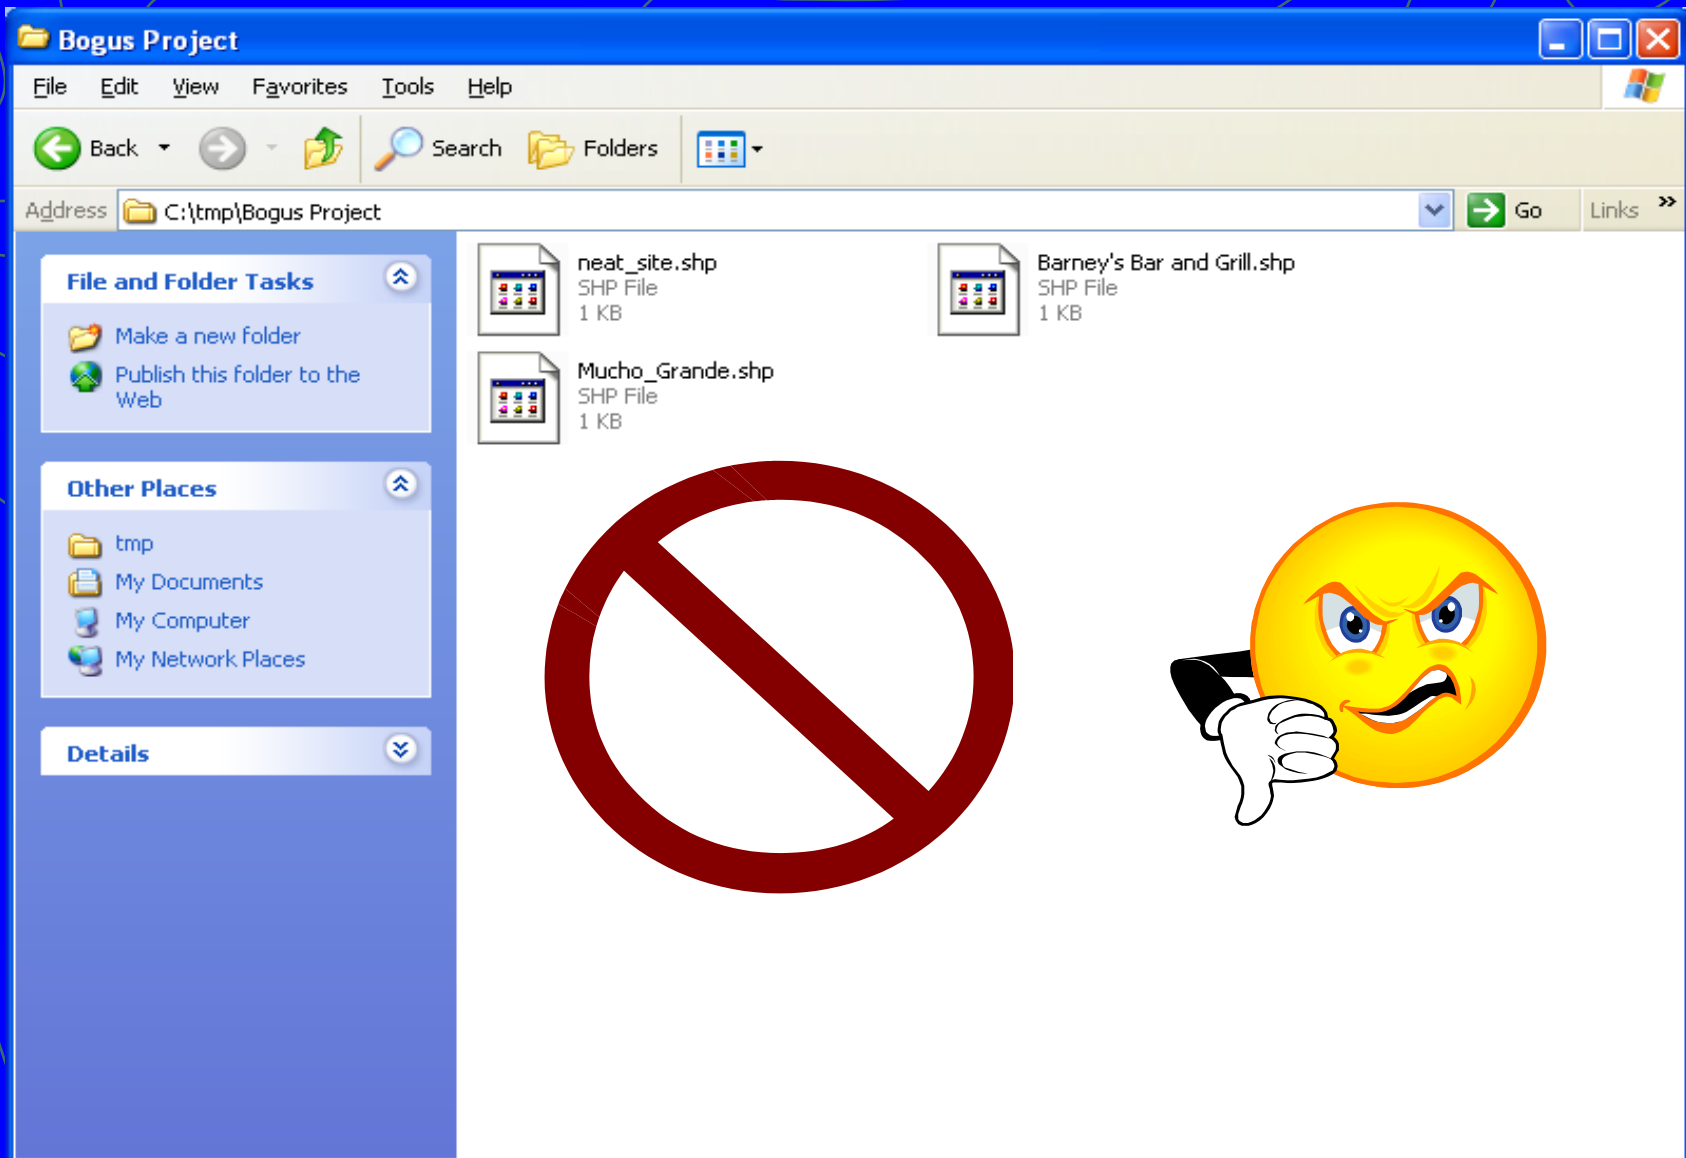 Bogus Project
File Edit View Favorites Tools Help
Back Search Folders
Address C:\tmp\Bogus Project Go Links »
File and Folder Tasks
Make a new folder
Publish this folder to the
Web
Other Places
tmp
My Documents
My Computer
My Network Places
Details
neat_site.shp
SHP File
1 KB
Barney's Bar and Grill.shp
SHP File
1 KB
Mucho_Grande.shp
SHP File
1 KB